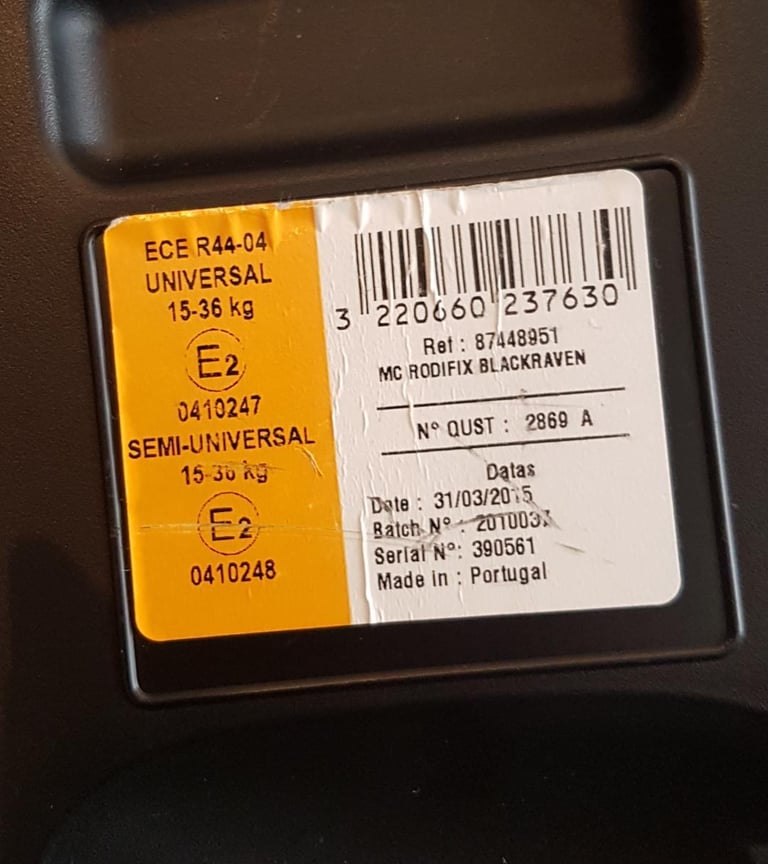 ECE R44-04
UNIVERSAL
15-36 kg
E2
0410247
SEMI-UNIVERSAL
15-36 kg
E2
0410248
3 220660 237630
Ref : 87448951
MC RODIFIX BLACKRAVEN
N° QUST : 2869 A
Datas
Date : 31/03/2015
Batch N° :
Serial N°: 390561
Made in : Portugal